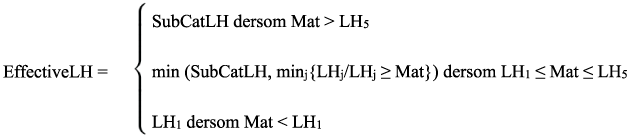 SubCatLH dersom Mat > LH₅
EffectiveLH = min (SubCatLH, minⱼ{LHⱼ/LHⱼ ≥ Mat}) dersom LH₁ ≤ Mat ≤ LH₅
LH₁ dersom Mat < LH₁